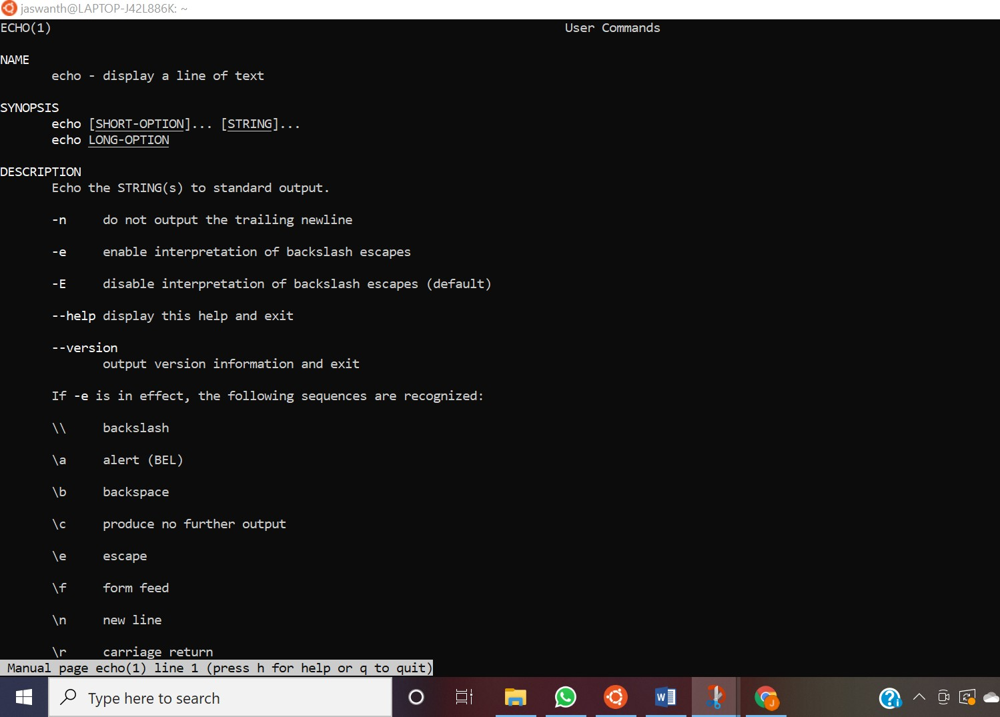 jaswanth@LAPTOP-J42L886K: ~
ECHO(1) User Commands
NAME
echo - display a line of text
SYNOPSIS
echo [SHORT-OPTION]... [STRING]...
echo LONG-OPTION
DESCRIPTION
Echo the STRING(s) to standard output.
-n do not output the trailing newline
-e enable interpretation of backslash escapes
-E disable interpretation of backslash escapes (default)
--help display this help and exit
--version
output version information and exit
If -e is in effect, the following sequences are recognized:
\\ backslash
\a alert (BEL)
\b backspace
\c produce no further output
\e escape
\f form feed
\n new line
\r carriage return
Manual page echo(1) line 1 (press h for help or q to quit)
Type here to search
W
J